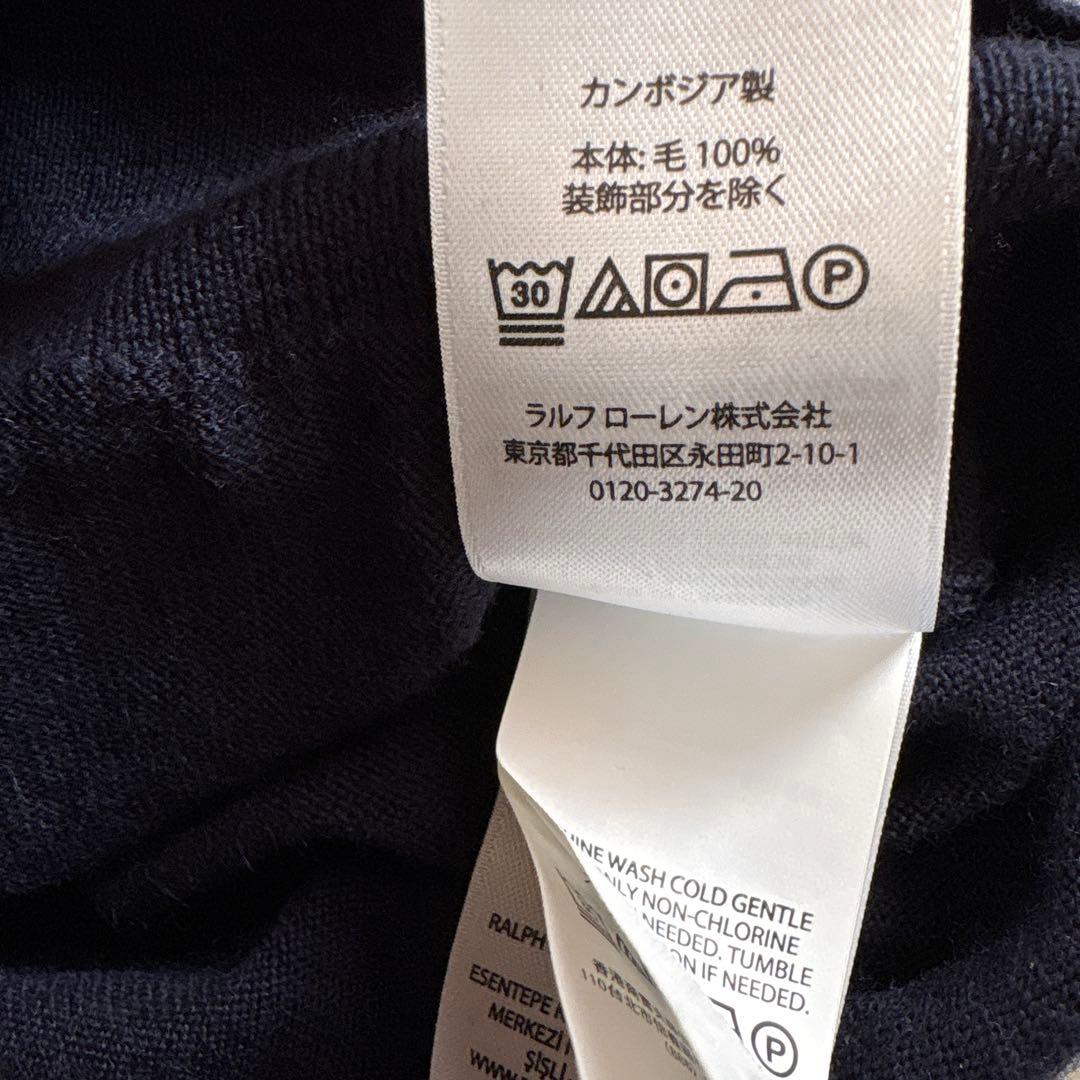 カンボジア製
本体: 毛 100%
装飾部分を除く
30 P
ラルフ ローレン株式会社
東京都千代田区永田町2-10-1
0120-3274-20
WASH COLD GENTLE
NON-CHLORINE
NEEDED. TUMBLE
IF NEEDED.
P
RALPH
ESENTEPE
MERKEZİ
ŞİŞLİ